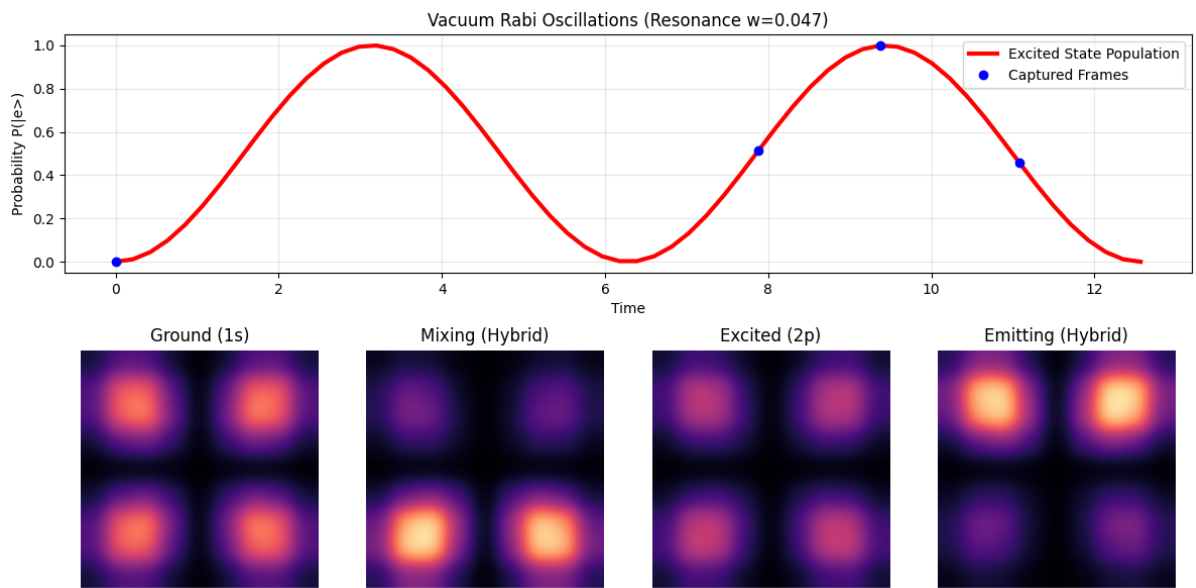 Vacuum Rabi Oscillations (Resonance w=0.047)
Probability P(|e>)
1.0
0.8
0.6
0.4
0.2
0.0
Excited State Population
Captured Frames
0 2 4 6 8 10 12
Time
Ground (1s) Mixing (Hybrid) Excited (2p) Emitting (Hybrid)